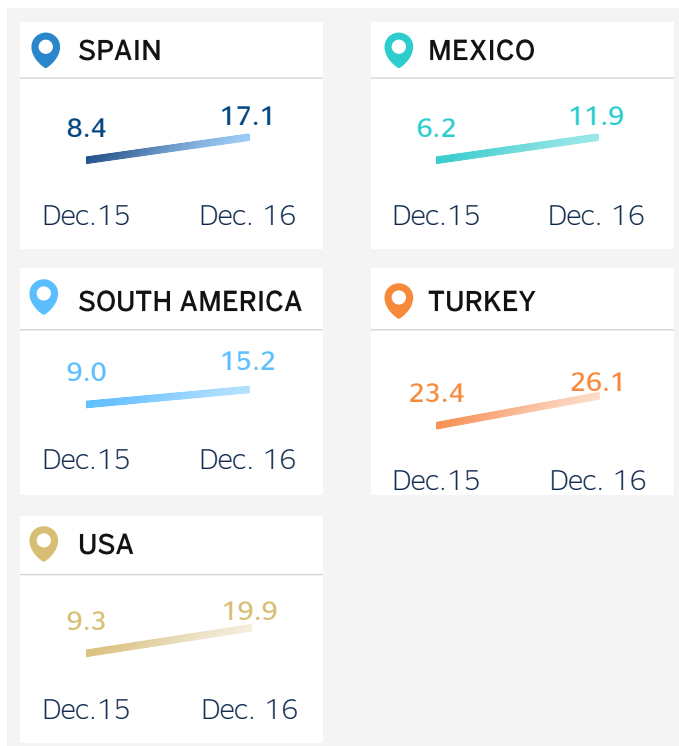 SPAIN
8.4
17.1
Dec.15
Dec. 16
MEXICO
6.2
11.9
Dec.15
Dec. 16
SOUTH AMERICA
9.0
15.2
Dec.15
Dec. 16
TURKEY
23.4
26.1
Dec.15
Dec. 16
USA
9.3
19.9
Dec.15
Dec. 16